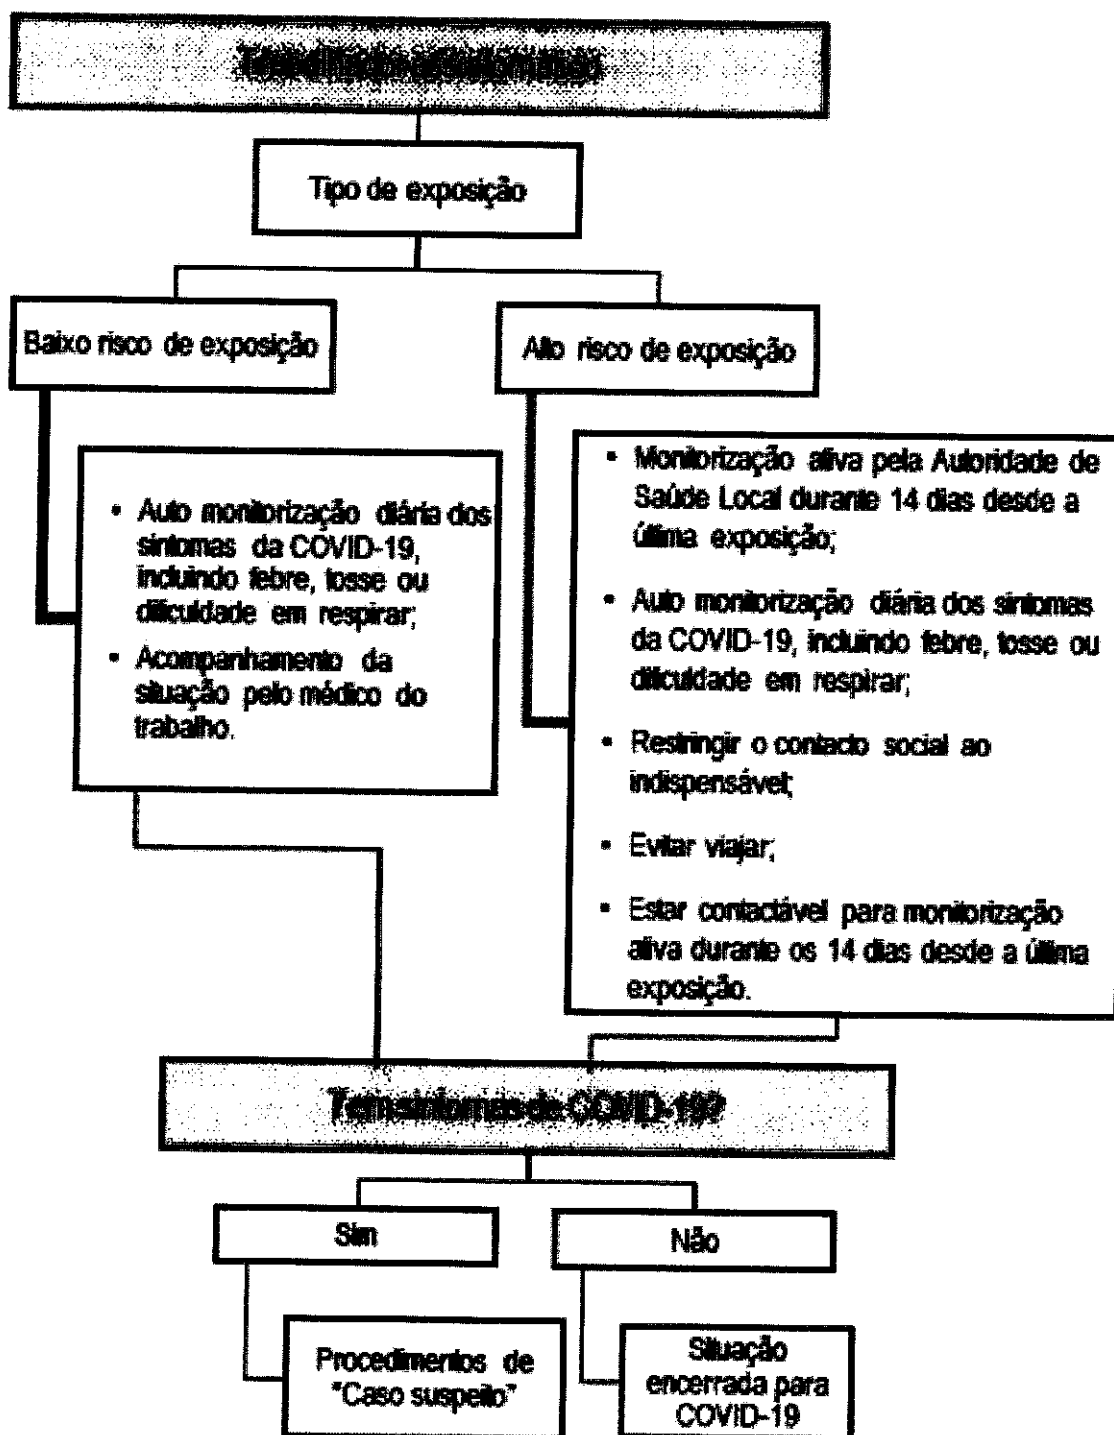 Tipo de exposição
Baixo risco de exposição
Alto risco de exposição
• Auto monitorização diária dos
sintomas da COVID-19,
incluindo febre, tosse ou
dificuldade em respirar;
• Acompanhamento da
situação pelo médico do
trabalho.
• Monitorização ativa pela Autoridade de
Saúde Local durante 14 dias desde a
última exposição;
• Auto monitorização diária dos sintomas
da COVID-19, incluindo febre, tosse ou
dificuldade em respirar;
• Restringir o contacto social ao
indispensável;
• Evitar viajar;
• Estar contactável para monitorização
ativa durante os 14 dias desde a última
exposição.
Tem sintomas da COVID-19?
Sim
Não
Procedimentos de
"Caso suspeito"
Situação
encerrada para
COVID-19